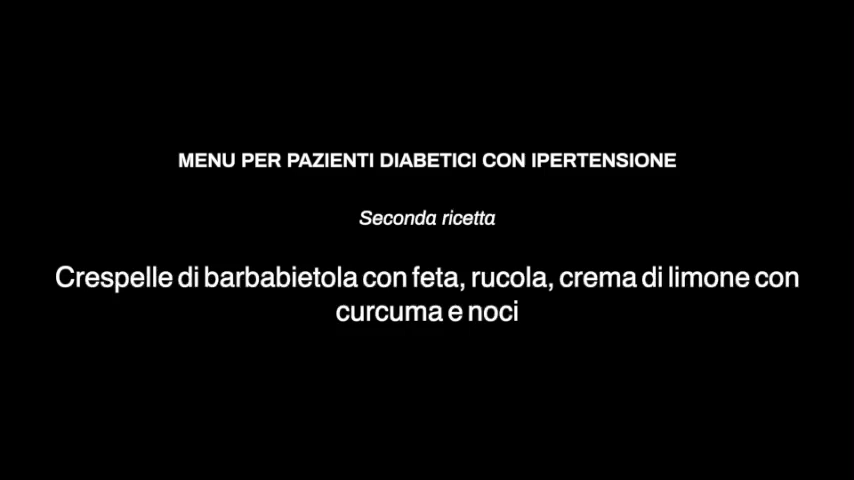 MENU PER PAZIENTI DIABETICI CON IPERTENSIONE
Seconda ricetta
Crespelle di barbabietola con feta, rucola, crema di limone con
curcuma e noci